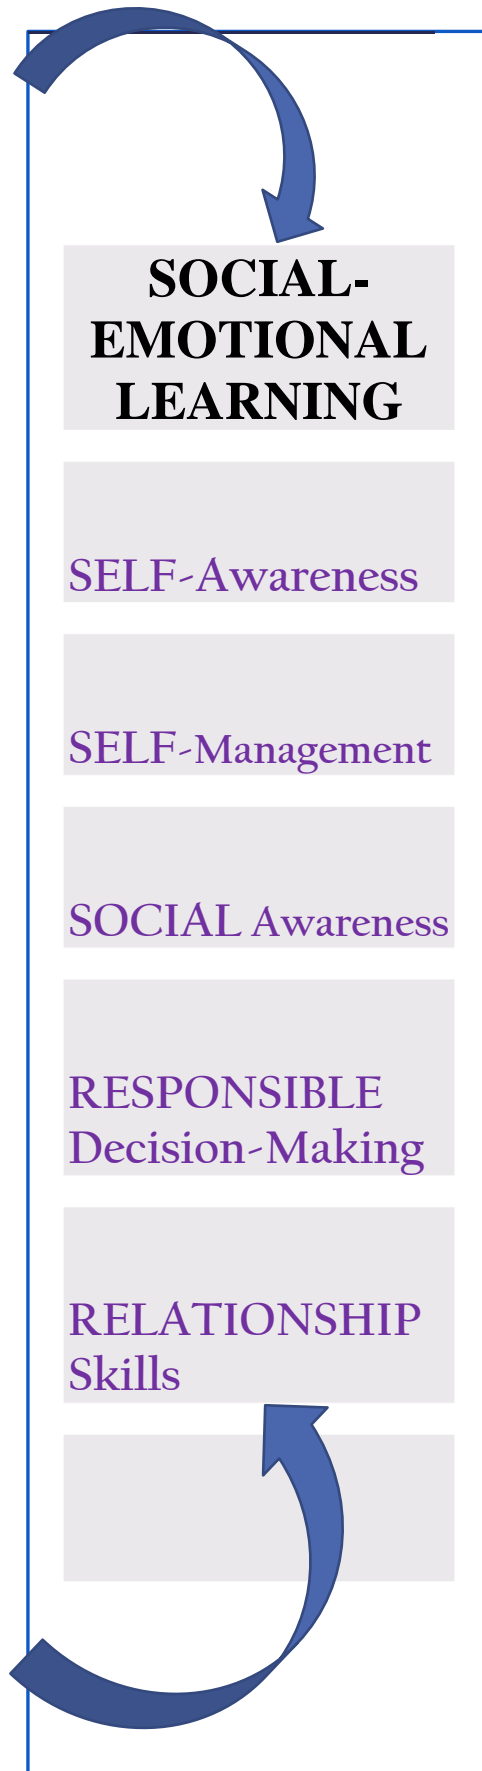 SOCIAL-
EMOTIONAL
LEARNING
SELF-Awareness
SELF-Management
SOCIAL Awareness
RESPONSIBLE
Decision-Making
RELATIONSHIP
Skills